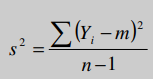 s² = ∑(Yᵢ − m)² / n − 1